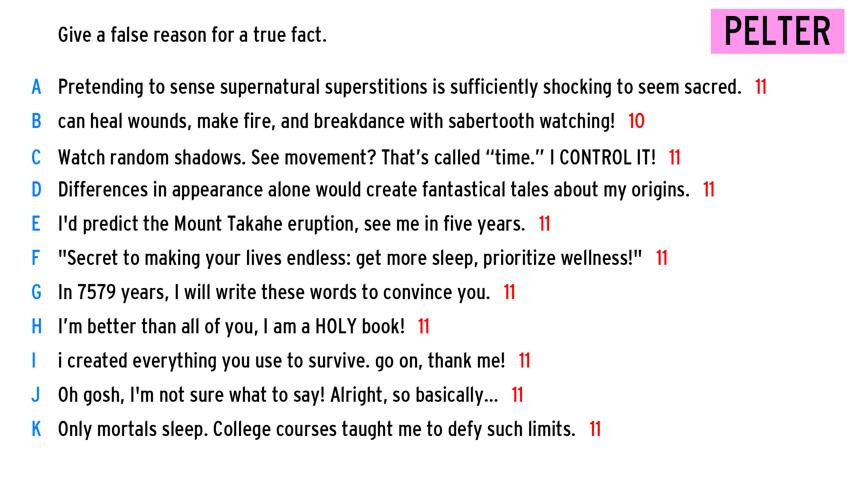 Give a false reason for a true fact.
PELTER
A Pretending to sense supernatural superstitions is sufficiently shocking to seem sacred. 11
B can heal wounds, make fire, and breakdance with sabertooth watching! 10
C Watch random shadows. See movement? That’s called “time.” I CONTROL IT! 11
D Differences in appearance alone would create fantastical tales about my origins. 11
E I'd predict the Mount Takahe eruption, see me in five years. 11
F "Secret to making your lives endless: get more sleep, prioritize wellness!" 11
G In 7579 years, I will write these words to convince you. 11
H I’m better than all of you, I am a HOLY book! 11
I i created everything you use to survive. go on, thank me! 11
J Oh gosh, I'm not sure what to say! Alright, so basically... 11
K Only mortals sleep. College courses taught me to defy such limits. 11